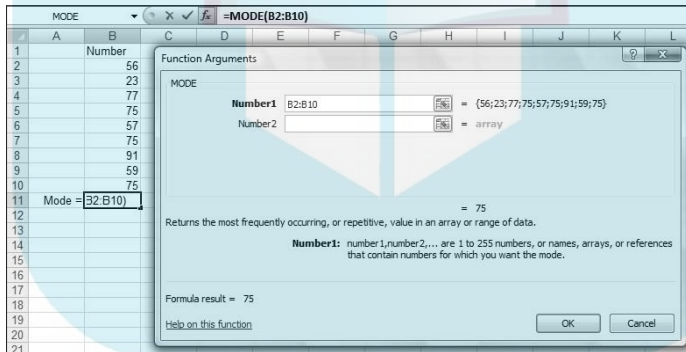 MODE =MODE(B2:B10)
A B C D E F G H I J K L
1 Number
2 56
3 23
4 77
5 75
6 57
7 75
8 91
9 59
10 75
11 Mode = B2:B10)
12
13
14
15
16
17
18
19
20
21
Function Arguments
MODE
Number1 B2:B10 = {56;23;77;75;57;75;91;59;75}
Number2 = array
= 75
Returns the most frequently occurring, or repetitive, value in an array or range of data.
Number1: number1,number2,... are 1 to 255 numbers, or names, arrays, or references
that contain numbers for which you want the mode.
Formula result = 75
Help on this function
OK Cancel